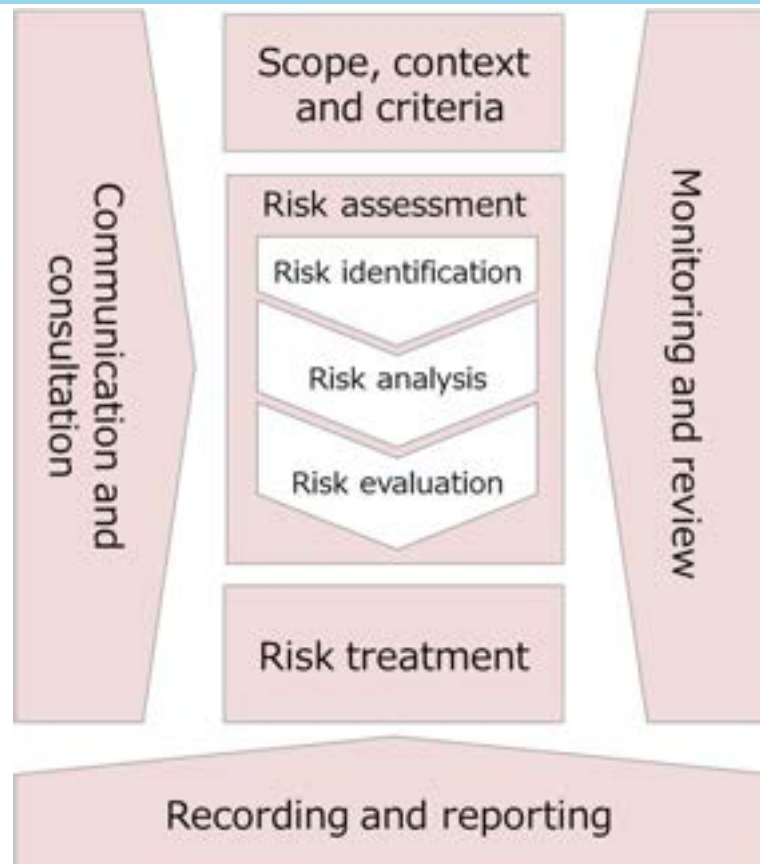 Scope, context
and criteria
Communication and
consultation
Risk assessment
Risk identification
Risk analysis
Risk evaluation
Monitoring and review
Risk treatment
Recording and reporting